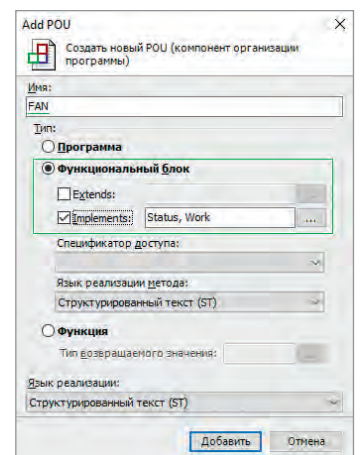 Add POU
Создать новый POU (компонент организации
программы)
Имя:
FAN
Тип:
Программа
Функциональный блок
Extends:
...
Implements:
Status, Work
...
Спецификатор доступа:
Язык реализации метода:
Структурированный текст (ST)
Функция
Тип возвращаемого значения:
...
Язык реализации:
Структурированный текст (ST)
Добавить
Отмена